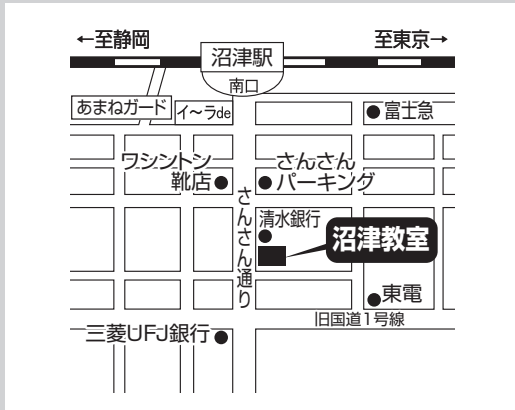 ←至静岡
至東京→
沼津駅
南口
あまねガード
イ〜ラde
富士急
ワシントン
靴店
さんさん
パーキング
さんさん通り
清水銀行
沼津教室
東電
旧国道1号線
三菱UFJ銀行